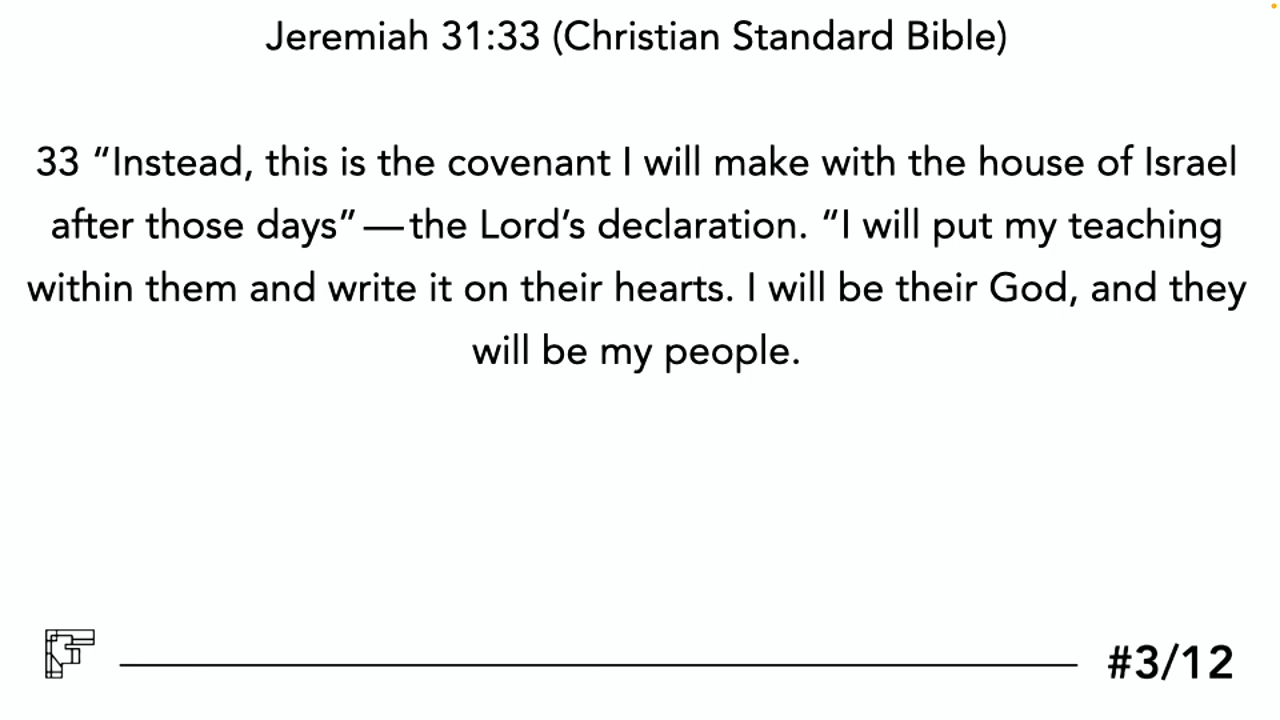 Jeremiah 31:33 (Christian Standard Bible)
33 “Instead, this is the covenant I will make with the house of Israel
after those days” — the Lord’s declaration. “I will put my teaching
within them and write it on their hearts. I will be their God, and they
will be my people.
#3/12